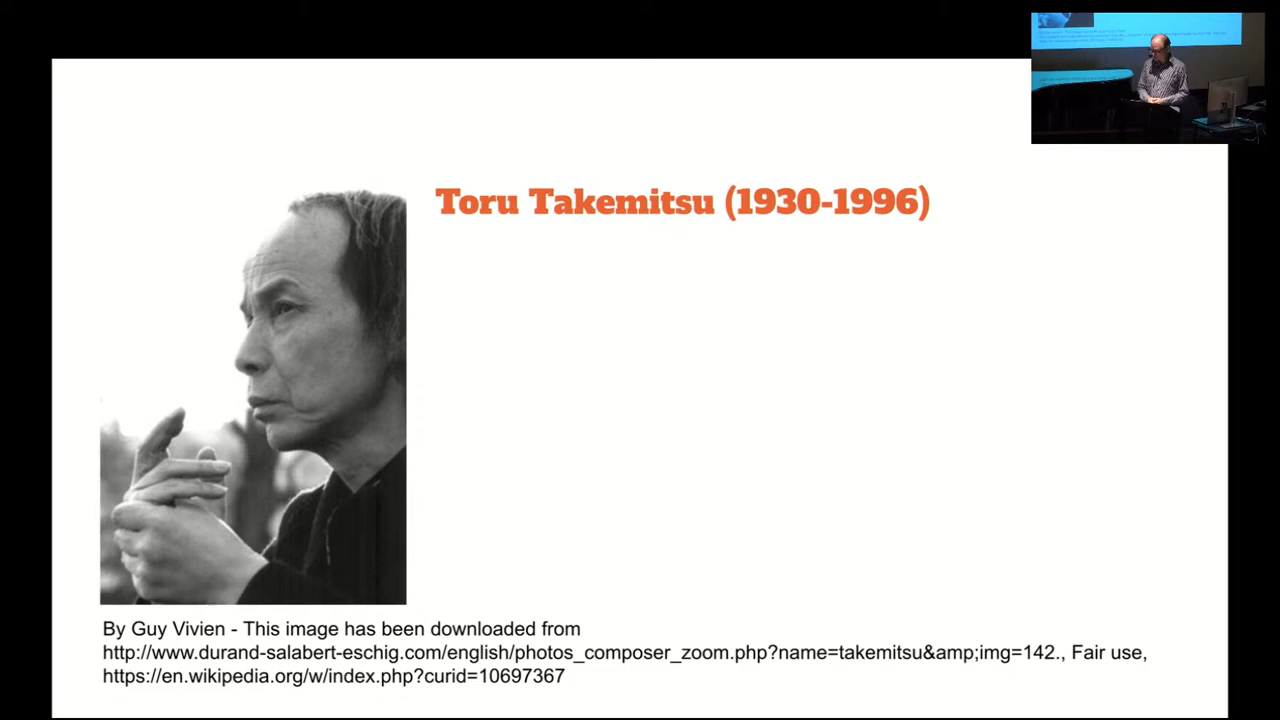 Toru Takemitsu (1930-1996)
By Guy Vivien - This image has been downloaded from
http://www.durand-salabert-eschig.com/english/photos_composer_zoom.php?name=takemitsu&amp;img=142., Fair use,
https://en.wikipedia.org/w/index.php?curid=10697367